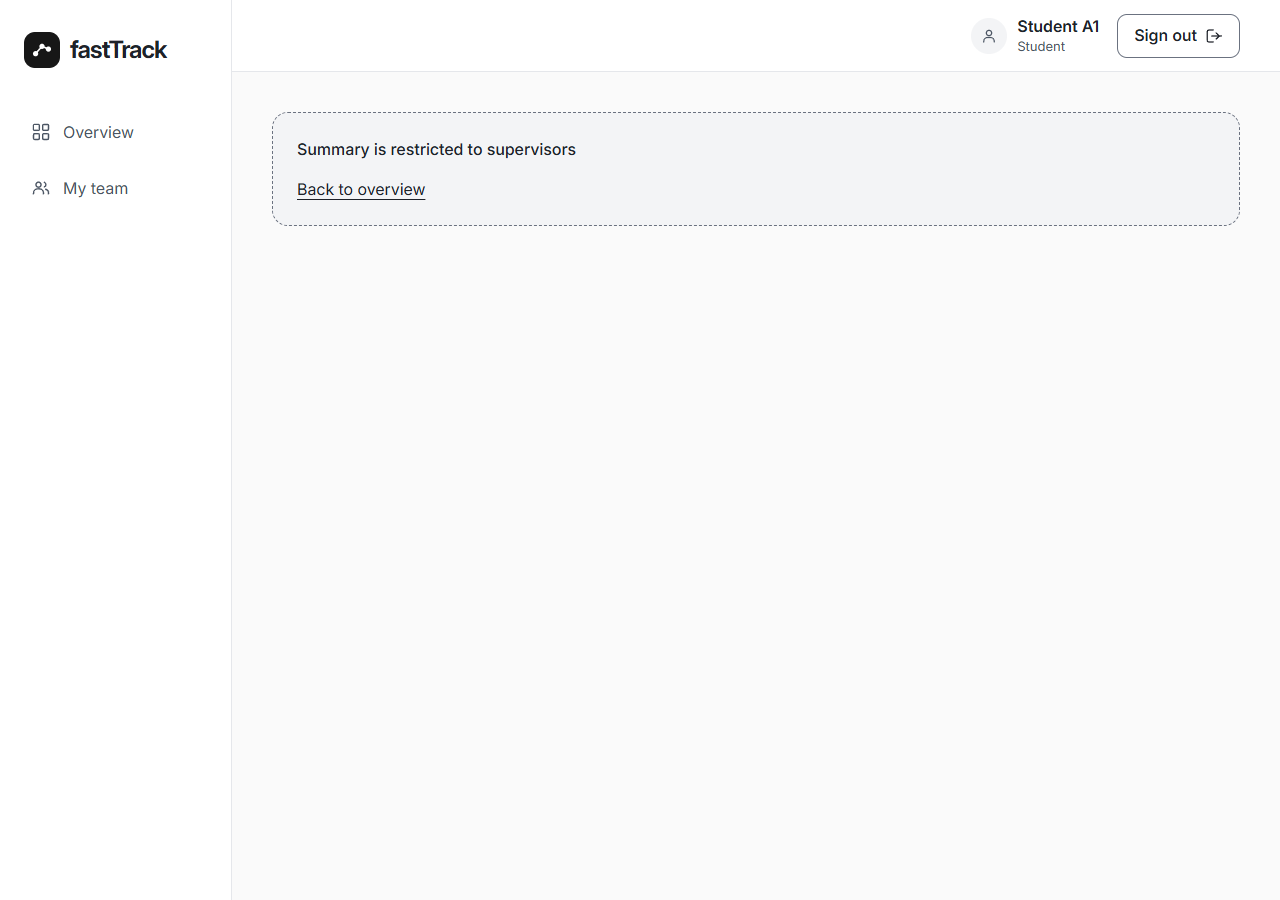 fastTrack
Overview
My team
Student A1
Student
Sign out
Summary is restricted to supervisors
Back to overview